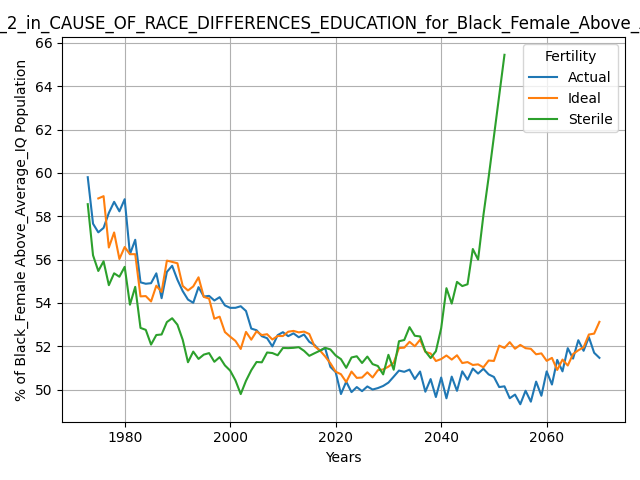 _2_in_CAUSE_OF_RACE_DIFFERENCES_EDUCATION_for_Black_Female_Above_
Fertility
Actual
Ideal
Sterile
% of Black_Female Above_Average_IQ Population
66
64
62
60
58
56
54
52
50
1980
2000
2020
2040
2060
Years